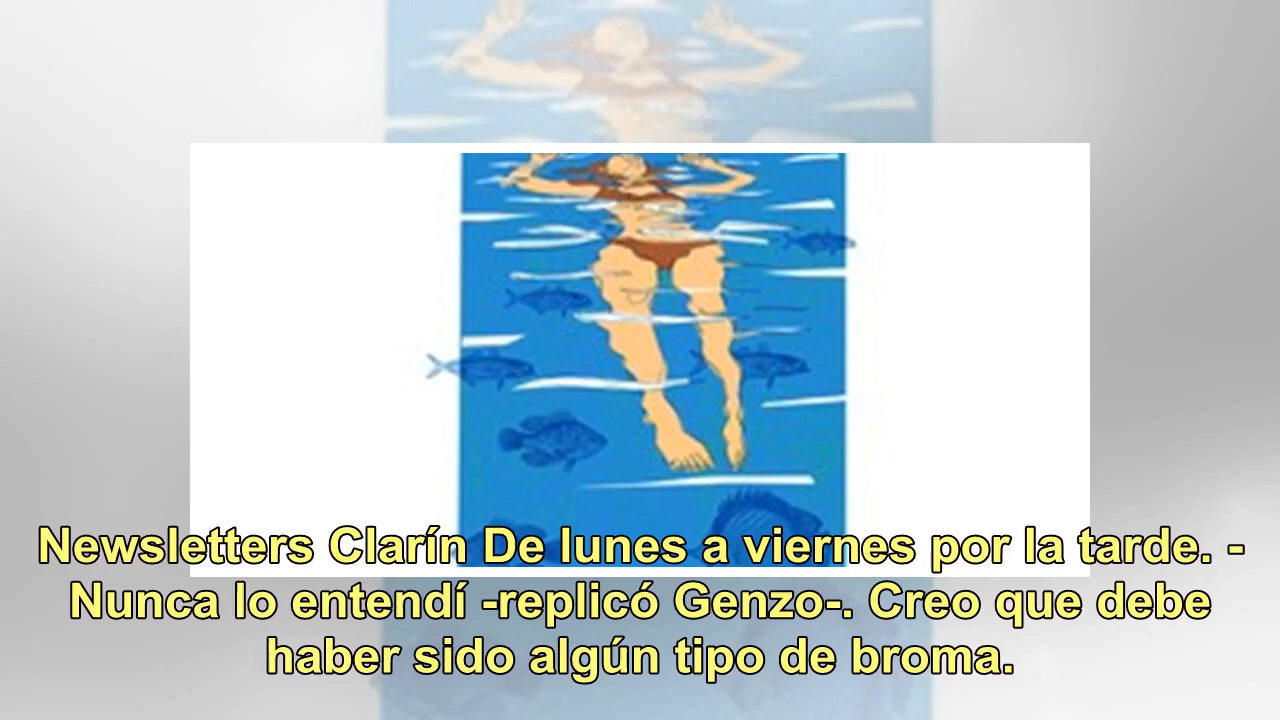 Newsletters Clarín De lunes a viernes por la tarde. -
Nunca lo entendí -replicó Genzo-. Creo que debe
haber sido algún tipo de broma.